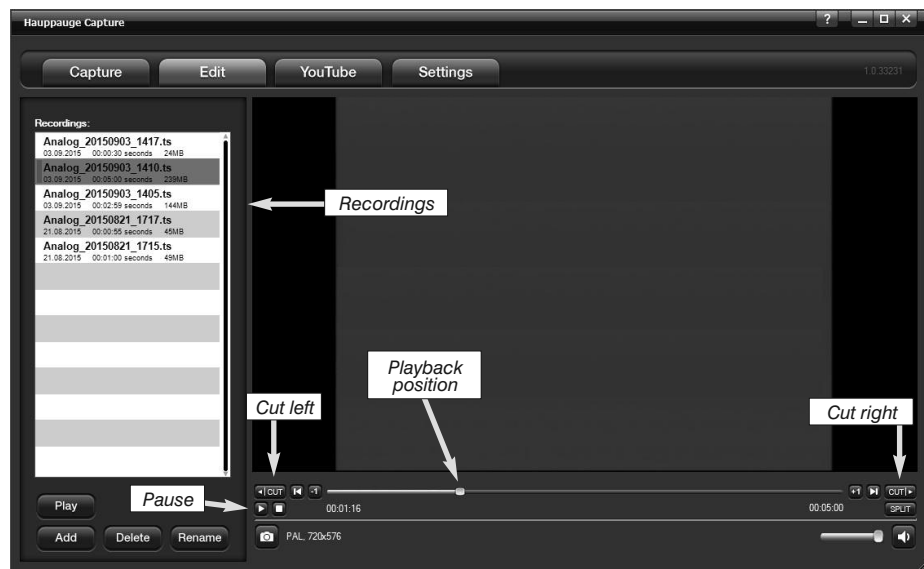 Hauppauge Capture
?
Capture Edit YouTube Settings
1.0.33231
Recordings:
Analog_20150903_1417.ts
03.09.2015 00:00:30 seconds 24MB
Analog_20150903_1410.ts
03.09.2015 00:05:00 seconds 239MB
Analog_20150903_1405.ts
03.09.2015 00:02:59 seconds 144MB
Analog_20150821_1717.ts
21.08.2015 00:00:55 seconds 45MB
Analog_20150821_1715.ts
21.08.2015 00:01:00 seconds 49MB
Recordings
Playback
position
Cut left
Cut right
CUT -1 +1 CUT
Play
Pause
00:01:16 00:05:00 SPLIT
Add Delete Rename
PAL, 720x576